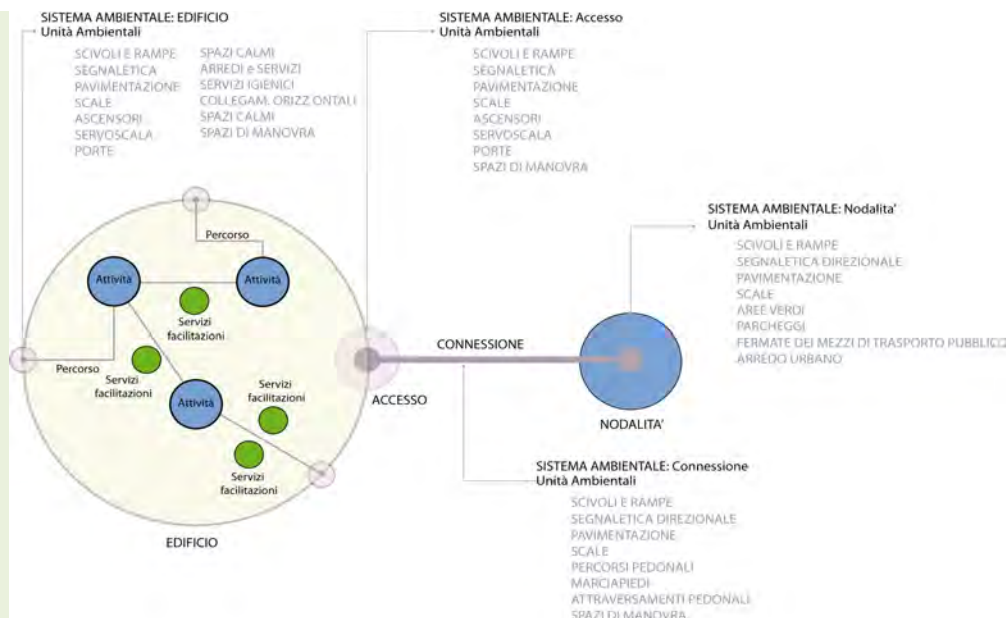 SISTEMA AMBIENTALE: EDIFICIO
Unità Ambientali
SCIVOLI E RAMPE
SEGNALETICA
PAVIMENTAZIONE
SCALE
ASCENSORI
SERVOSCALA
PORTE
SPAZI CALMI
ARREDI e SERVIZI
SERVIZI IGIENICI
COLLEGAM. ORIZZ ONTALI
SPAZI CALMI
SPAZI DI MANOVRA
SISTEMA AMBIENTALE: Accesso
Unità Ambientali
SCIVOLI E RAMPE
SEGNALETICA
PAVIMENTAZIONE
SCALE
ASCENSORI
SERVOSCALA
PORTE
SPAZI DI MANOVRA
SISTEMA AMBIENTALE: Nodalita'
Unità Ambientali
SCIVOLI E RAMPE
SEGNALETICA DIREZIONALE
PAVIMENTAZIONE
SCALE
AREE VERDI
PARCHEGGI
FERMATE DEI MEZZI DI TRASPORTO PUBBLICO
ARREDO URBANO
Percorso
Attività
Attività
Servizi
facilitazioni
Percorso
Servizi
facilitazioni
Attività
Servizi
facilitazioni
Servizi
facilitazioni
EDIFICIO
CONNESSIONE
ACCESSO
NODALITA'
SISTEMA AMBIENTALE: Connessione
Unità Ambientali
SCIVOLI E RAMPE
SEGNALETICA DIREZIONALE
PAVIMENTAZIONE
SCALE
PERCORSI PEDONALI
MARCIAPIEDI
ATTRAVERSAMENTI PEDONALI
SPAZI DI MANOVRA